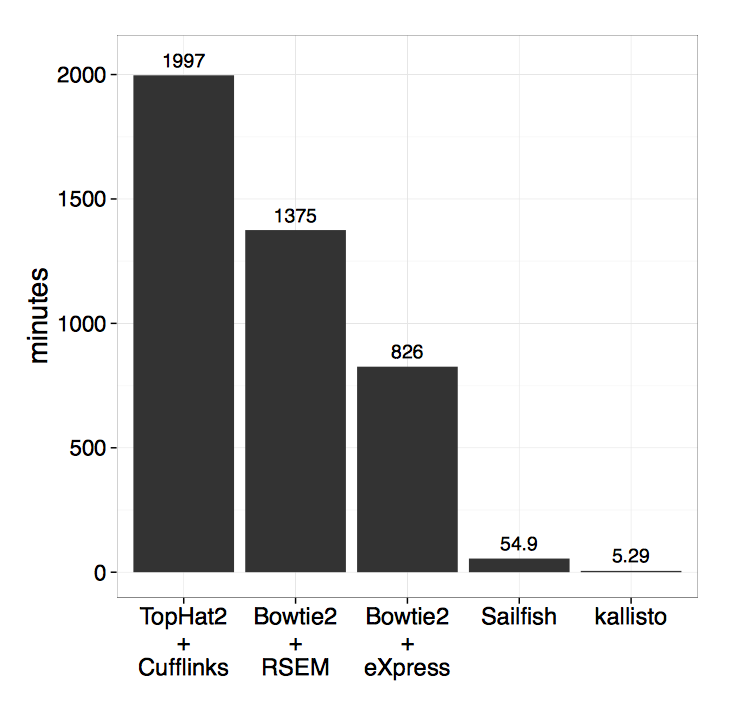 1997
2000
1375
1500
minutes
1000
826
500
54.9
5.29
0
TopHat2
+
Cufflinks
Bowtie2
+
RSEM
Bowtie2
+
eXpress
Sailfish
kallisto